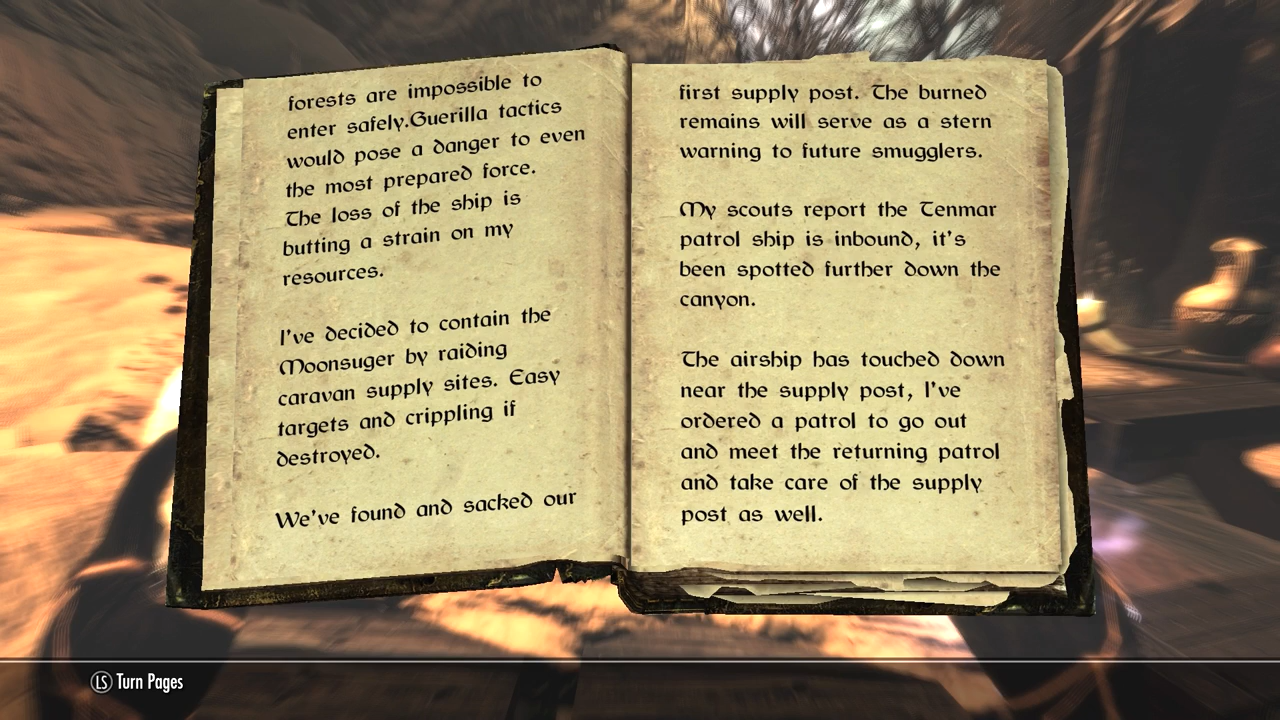 forests are impossible to
enter safely.Guerilla tactics
would pose a danger to even
the most prepared force.
The loss of the ship is
butting a strain on my
resources.
I've decided to contain the
Moonsuger by raiding
caravan supply sites. Easy
targets and crippling if
destroyed.
We've found and sacked our
first supply post. The burned
remains will serve as a stern
warning to future smugglers.
My scouts report the Tenmar
patrol ship is inbound, it's
been spotted further down the
canyon.
The airship has touched down
near the supply post, I've
ordered a patrol to go out
and meet the returning patrol
and take care of the supply
post as well.
LS Turn Pages